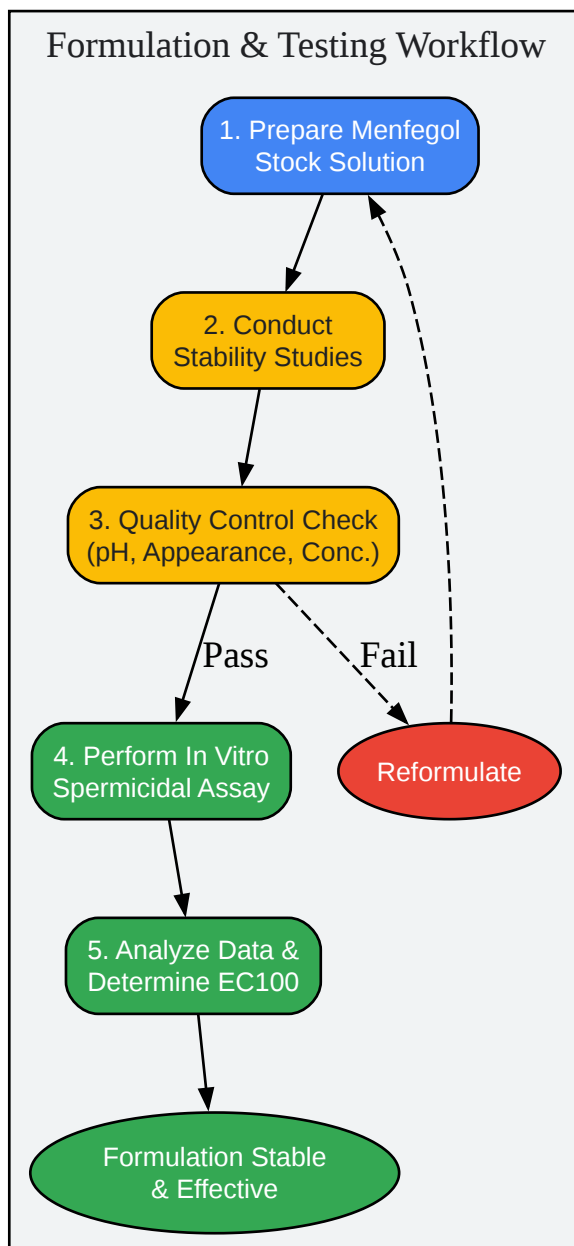 Formulation & Testing Workflow
1. Prepare Menfegol
Stock Solution
2. Conduct
Stability Studies
3. Quality Control Check
(pH, Appearance, Conc.)
Pass
Fail
4. Perform In Vitro
Spermicidal Assay
Reformulate
5. Analyze Data &
Determine EC100
Formulation Stable
& Effective